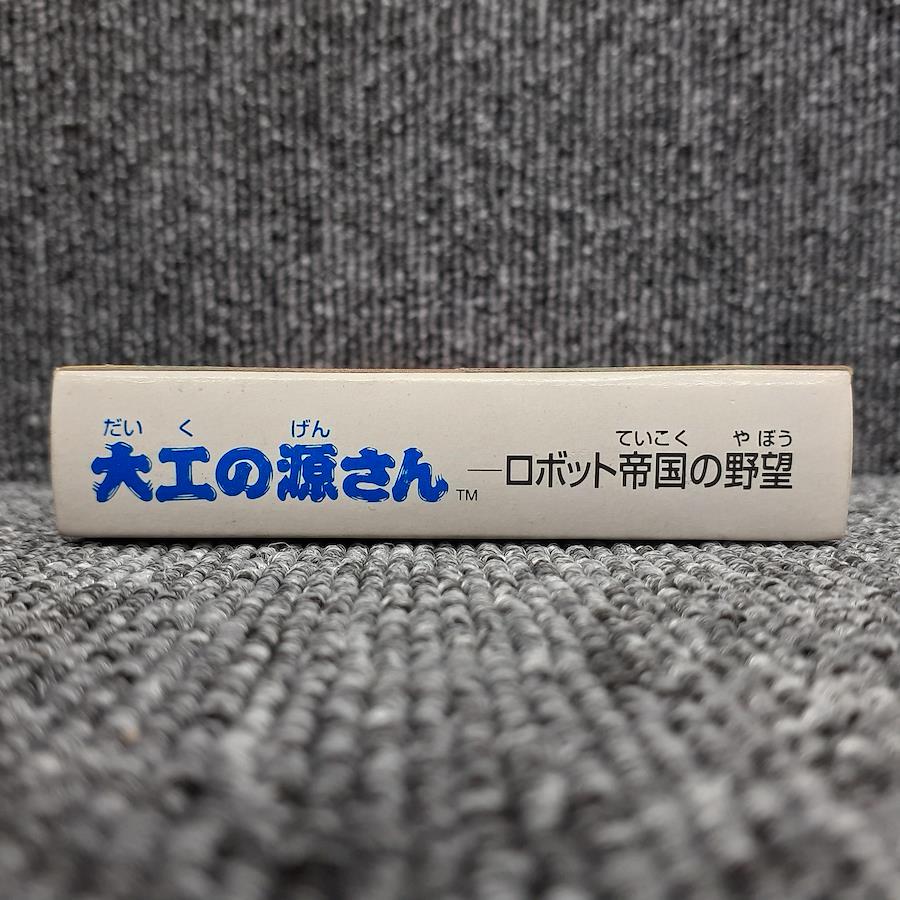 だいく げん ていこく やぼう
大工の源さん™ ―ロボット帝国の野望